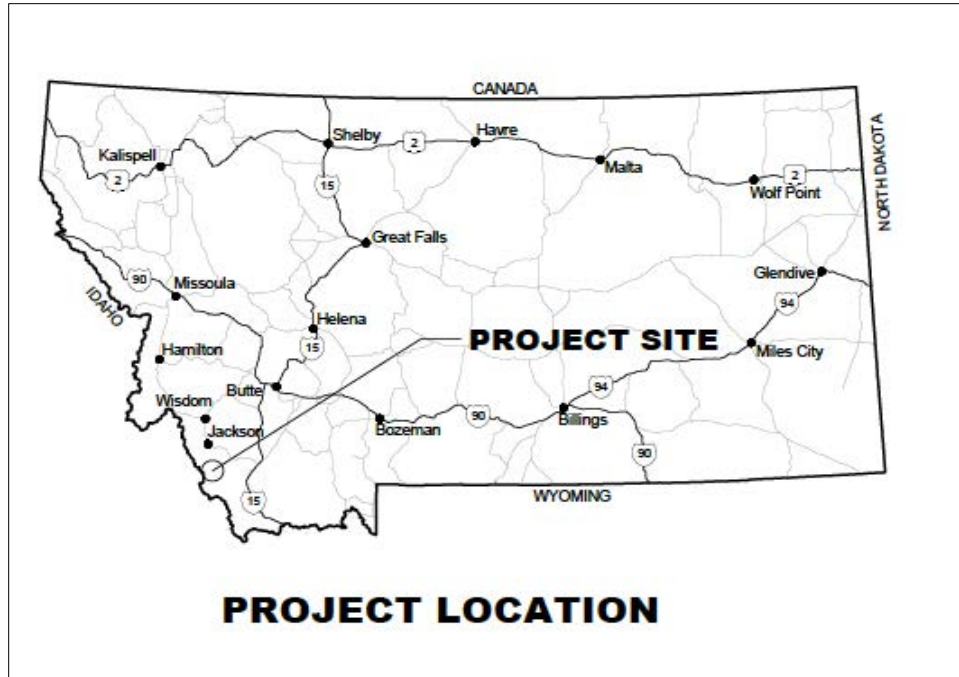 CANADA
Shelby
2
Havre
Kalispell
2
Malta
2
Wolf Point
NORTH DAKOTA
15
Great Falls
90
Missoula
Glendive
IDAHO
94
Helena
PROJECT SITE
15
Hamilton
Miles City
Butte
94
Wisdom
90
Billings
Bozeman
Jackson
90
15
WYOMING
PROJECT LOCATION